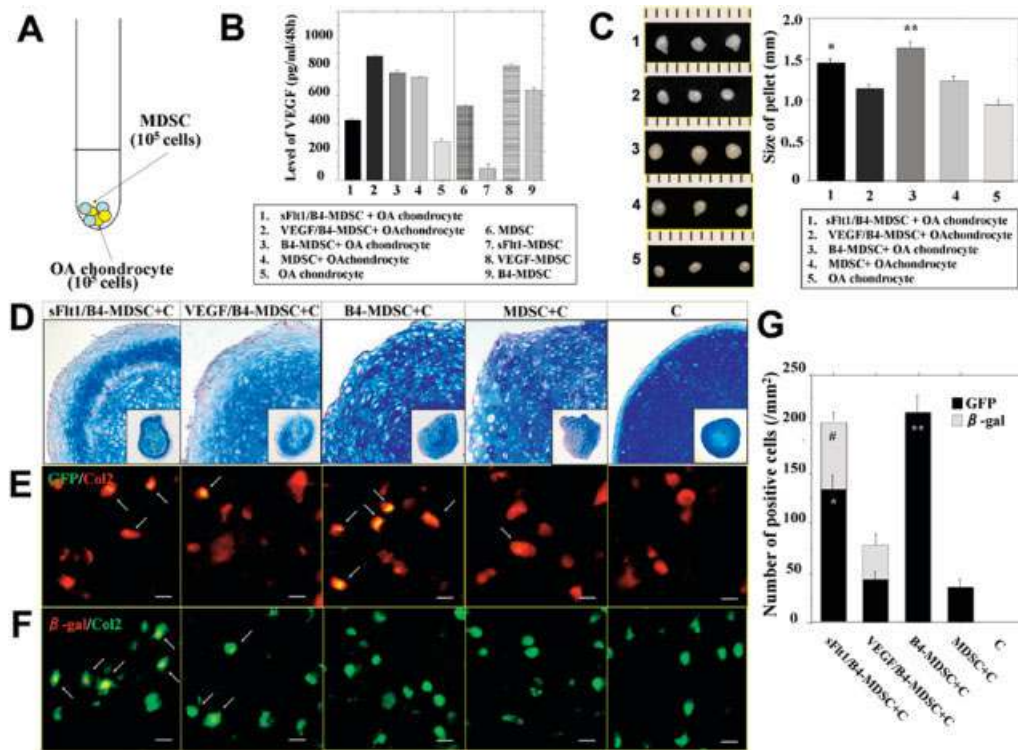 A
MDSC
(10⁵ cells)
OA chondrocyte
(10⁵ cells)
B
Level of VEGF (pg/ml/48h)
1000
800
600
400
200
0
1 2 3 4 5 6 7 8 9
1. sFlt1/B4-MDSC + OA chondrocyte
2. VEGF/B4-MDSC+ OAchondrocyte
3. B4-MDSC+ OA chondrocyte
4. MDSC+ OAchondrocyte
5. OA chondrocyte
6. MDSC
7. sFlt1-MDSC
8. VEGF-MDSC
9. B4-MDSC
C
1
2
3
4
5
Size of pellet (mm)
1.5
1.0
0.5
0
*
**
1 2 3 4 5
1. sFlt1/B4-MDSC + OA chondrocyte
2. VEGF/B4-MDSC+ OAchondrocyte
3. B4-MDSC+ OA chondrocyte
4. MDSC+ OAchondrocyte
5. OA chondrocyte
D
sFlt1/B4-MDSC+C VEGF/B4-MDSC+C B4-MDSC+C MDSC+C C
E
GFP/Col2
F
β-gal/Col2
G
Number of positive cells (/mm²)
250
200
150
100
50
0
GFP
β-gal
#
*
**
sFlt1/B4-MDSC+C
VEGF/B4-MDSC+C
B4-MDSC+C
MDSC+C
C